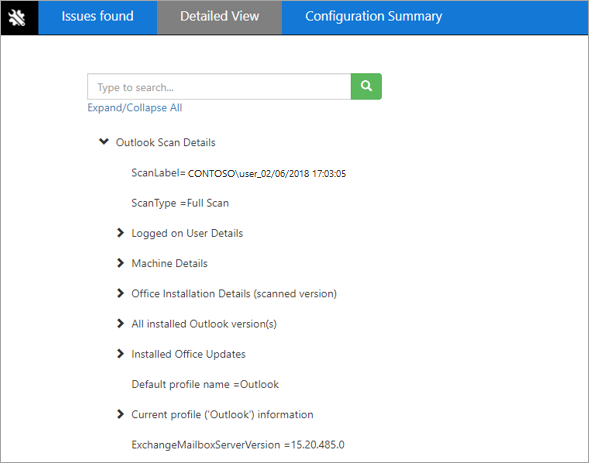 Issues found Detailed View Configuration Summary
Type to search...
Expand/Collapse All
Outlook Scan Details
ScanLabel= CONTOSO\user_02/06/2018 17:03:05
ScanType =Full Scan
Logged on User Details
Machine Details
Office Installation Details (scanned version)
All installed Outlook version(s)
Installed Office Updates
Default profile name =Outlook
Current profile ('Outlook') information
ExchangeMailboxServerVersion =15.20.485.0